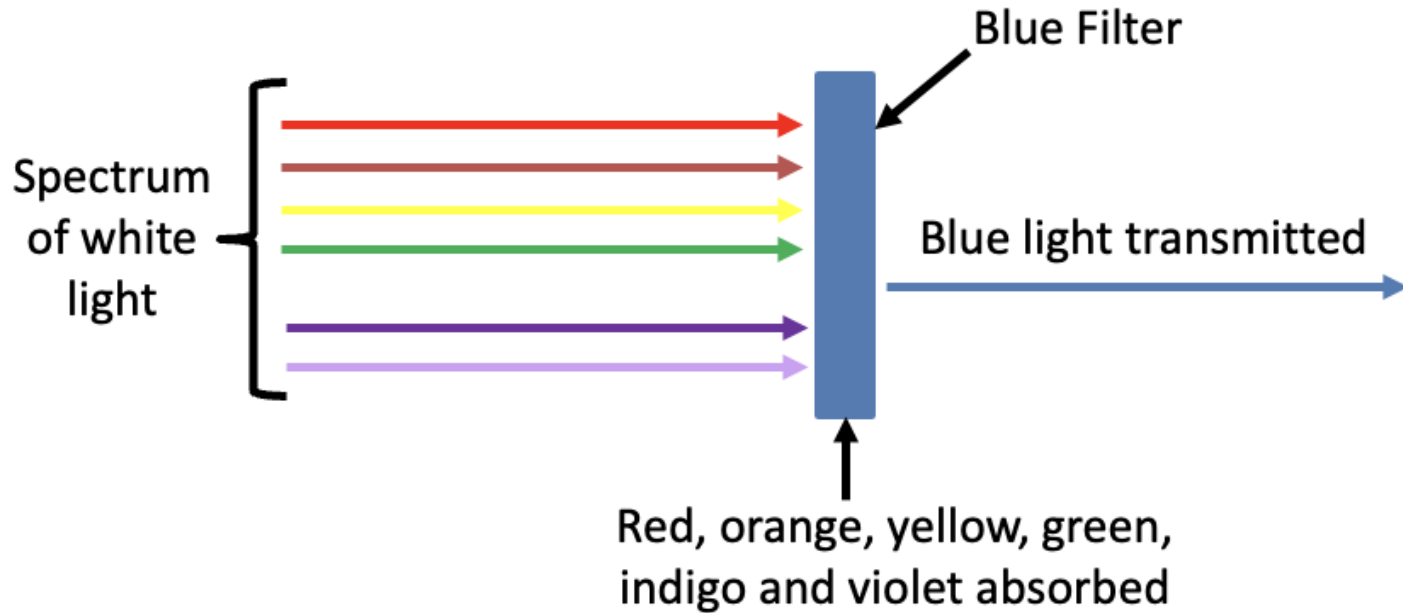 Blue Filter
Spectrum
of white
light
Blue light transmitted
Red, orange, yellow, green,
indigo and violet absorbed